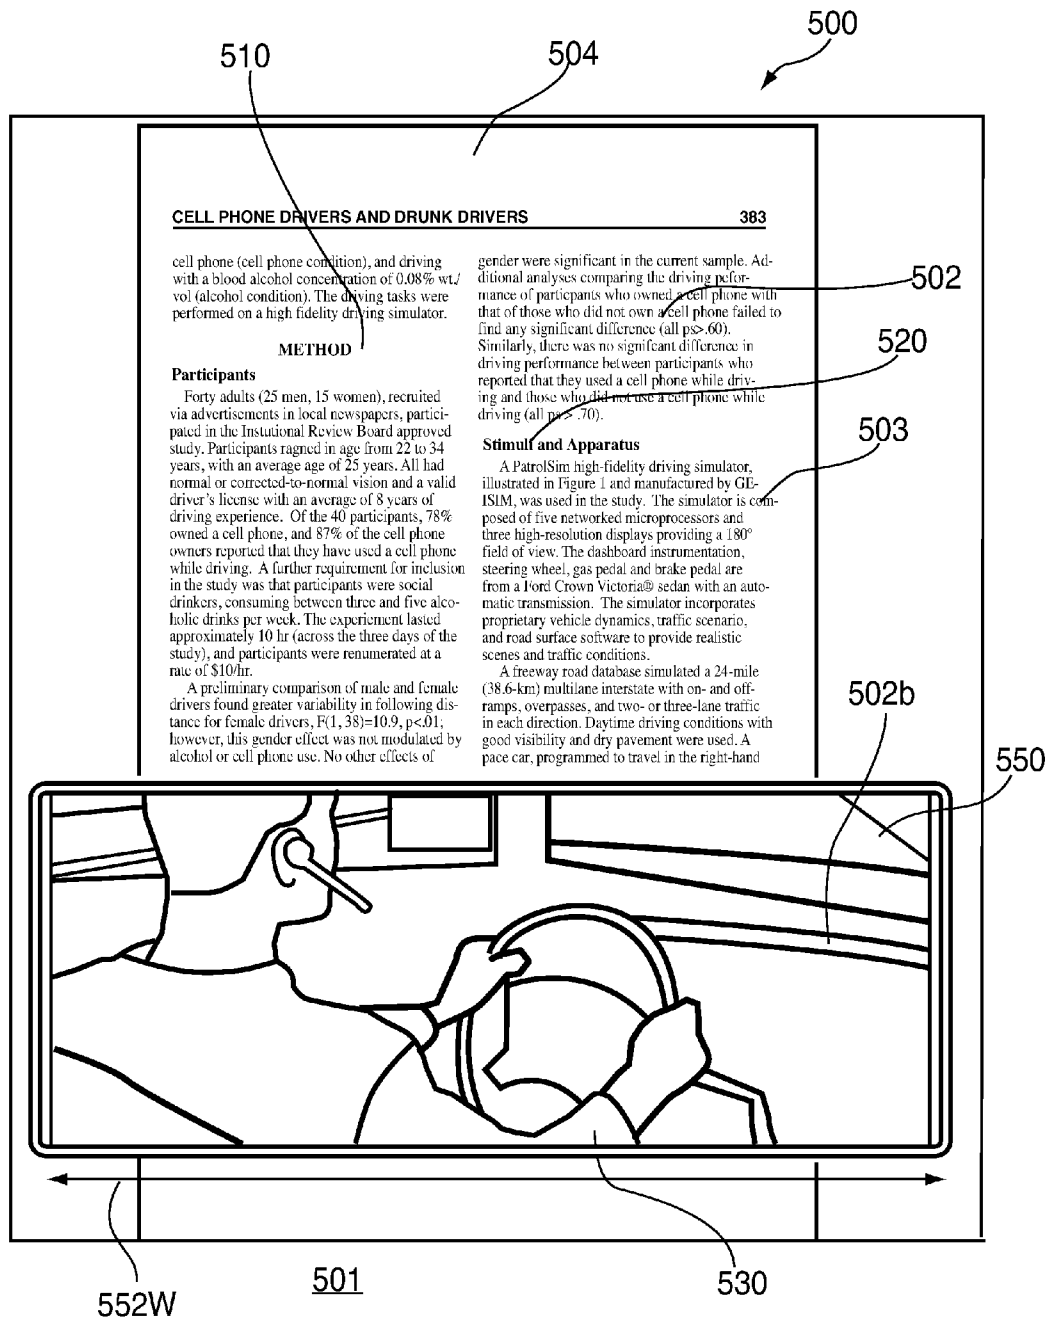 500
510
504
CELL PHONE DRIVERS AND DRUNK DRIVERS 383
cell phone (cell phone condition), and driving
with a blood alcohol concentration of 0.08% wt./
vol (alcohol condition). The driving tasks were
performed on a high fidelity driving simulator.
METHOD
Participants
Forty adults (25 men, 15 women), recruited
via advertisements in local newspapers, partici-
pated in the Instutional Review Board approved
study. Participants ragned in age from 22 to 34
years, with an average age of 25 years. All had
normal or corrected-to-normal vision and a valid
driver's license with an average of 8 years of
driving experience. Of the 40 participants, 78%
owned a cell phone, and 87% of the cell phone
owners reported that they have used a cell phone
while driving. A further requirement for inclusion
in the study was that participants were social
drinkers, consuming between three and five alco-
holic drinks per week. The experiement lasted
approximately 10 hr (across the three days of the
study), and participants were renumerated at a
rate of $10/hr.
A preliminary comparison of male and female
drivers found greater variability in following dis-
tance for female drivers, F(1, 38)=10.9, p<.01;
however, this gender effect was not modulated by
alcohol or cell phone use. No other effects of
gender were significant in the current sample. Ad-
ditional analyses comparing the driving pcfor-
mance of particpants who owned a cell phone with
that of those who did not own a cell phone failed to
find any significant difference (all ps>.60).
Similarly, there was no signifcant difference in
driving performance between participants who
reported that they used a cell phone while driv-
ing and those who did not use a cell phone while
driving (all ps > .70).
Stimuli and Apparatus
A PatrolSim high-fidelity driving simulator,
illustrated in Figure 1 and manufactured by GE-
ISIM, was used in the study. The simulator is com-
posed of five networked microprocessors and
three high-resolution displays providing a 180°
field of view. The dashboard instrumentation,
steering wheel, gas pedal and brake pedal are
from a Ford Crown Victoria® sedan with an auto-
matic transmission. The simulator incorporates
proprietary vehicle dynamics, traffic scenario,
and road surface software to provide realistic
scenes and traffic conditions.
A freeway road database simulated a 24-mile
(38.6-km) multilane interstate with on- and off-
ramps, overpasses, and two- or three-lane traffic
in each direction. Daytime driving conditions with
good visibility and dry pavement were used. A
pace car, programmed to travel in the right-hand
502
520
503
502b
550
552W
501
530